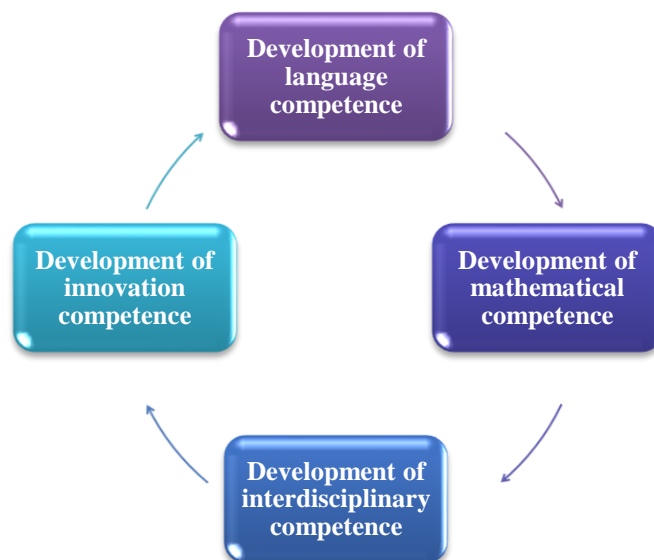 Development of
language
competence
Development of
mathematical
competence
Development of
interdisciplinary
competence
Development of
innovation
competence